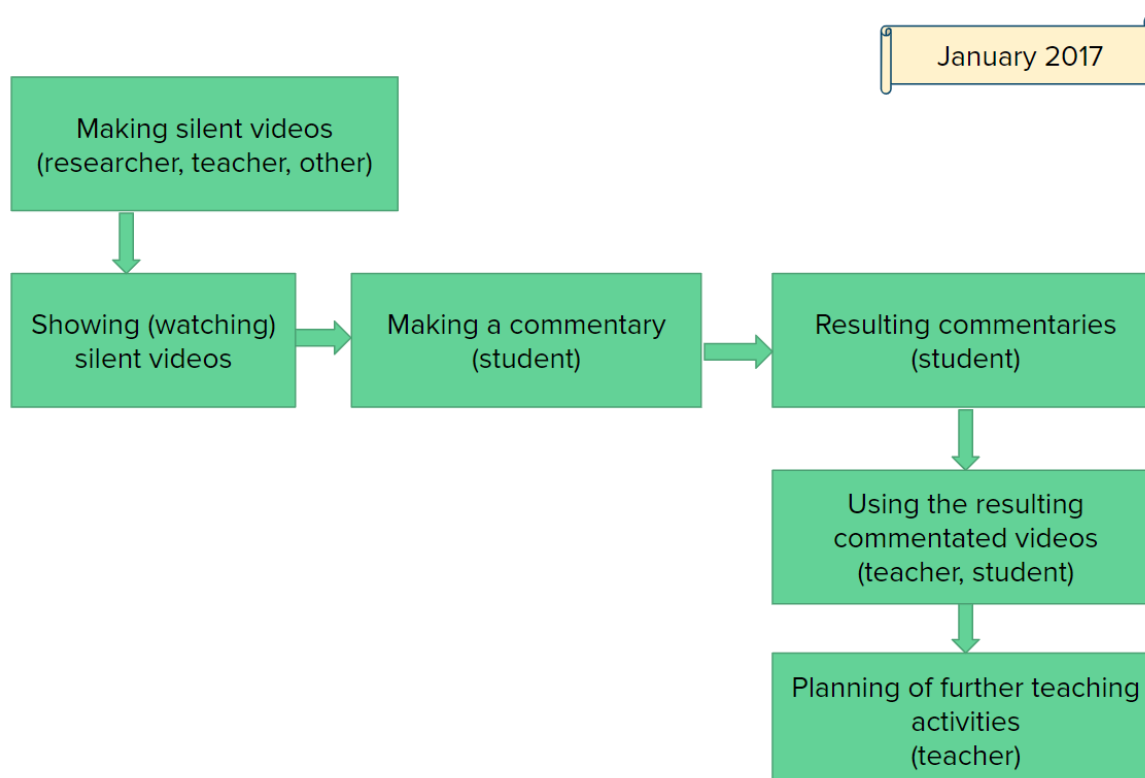 January 2017
Making silent videos
(researcher, teacher, other)
Showing (watching)
silent videos
Making a commentary
(student)
Resulting commentaries
(student)
Using the resulting
commentated videos
(teacher, student)
Planning of further teaching
activities
(teacher)